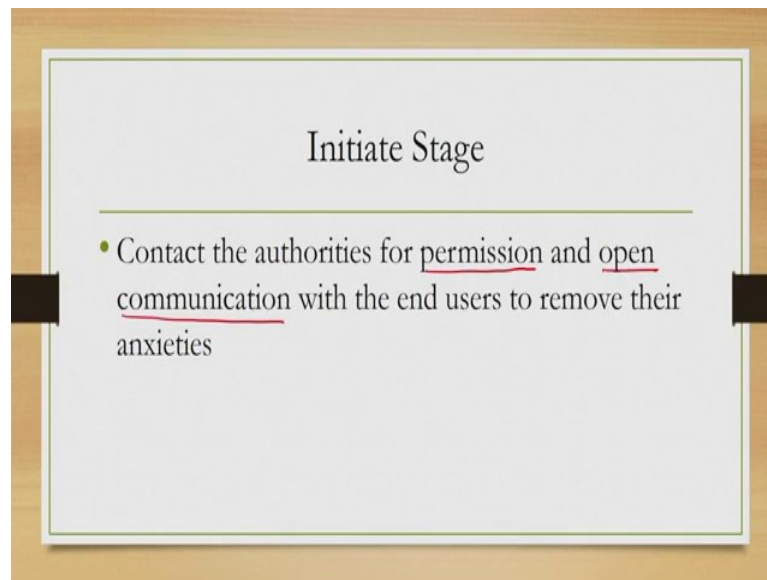 Initiate Stage
• Contact the authorities for permission and open
communication with the end users to remove their
anxieties